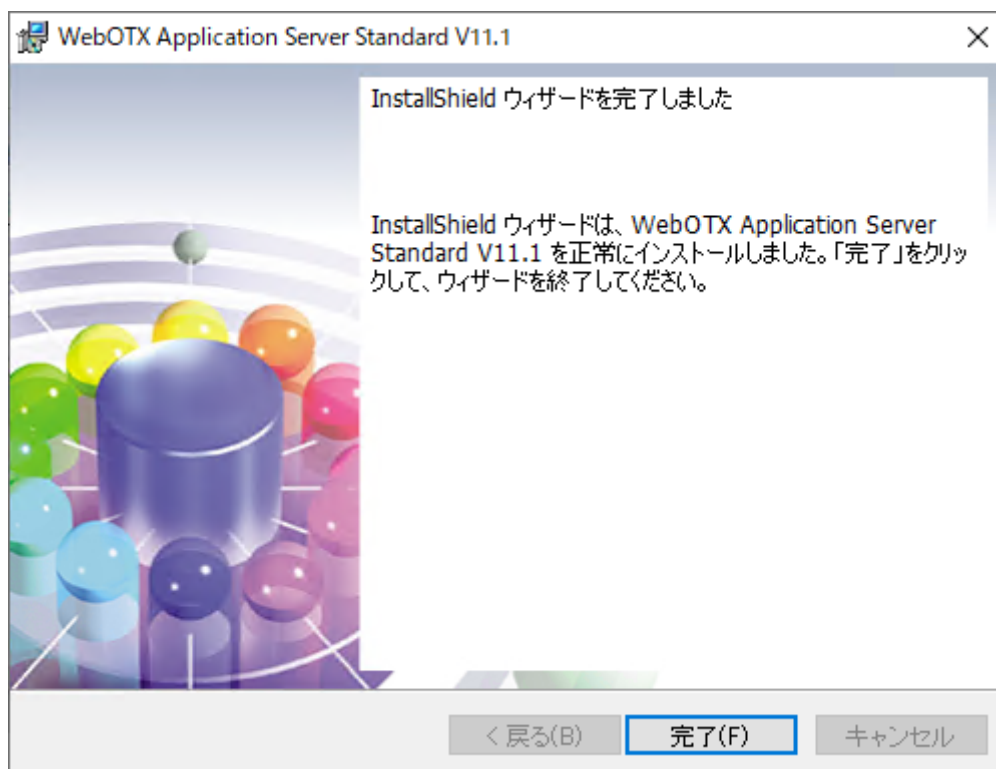 WebOTX Application Server Standard V11.1
InstallShield ウィザードを完了しました
InstallShield ウィザードは、WebOTX Application Server
Standard V11.1 を正常にインストールしました。「完了」をクリッ
クして、ウィザードを終了してください。
< 戻る(B)
完了(F)
キャンセル